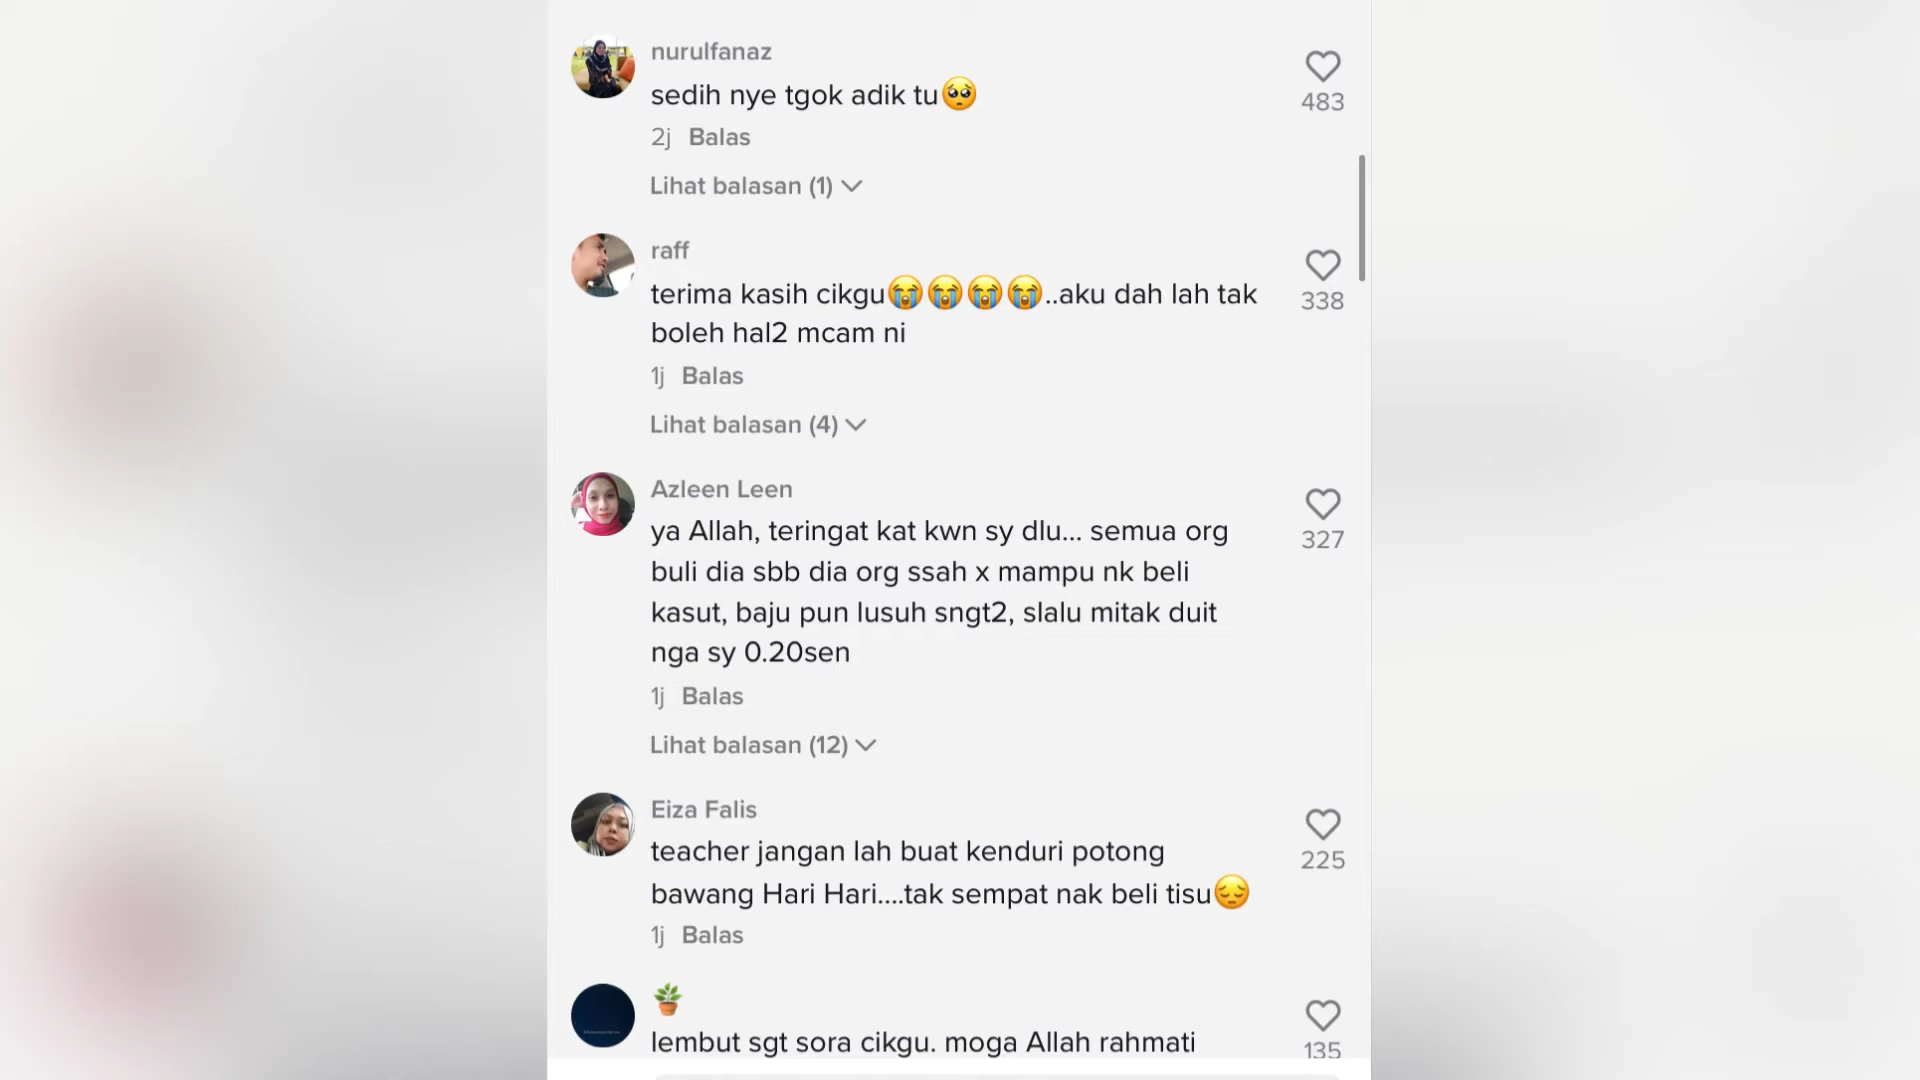 nurulfanaz
sedih nye tgok adik tu🥺
483
2j Balas
Lihat balasan (1)
raff
terima kasih cikgu😭😭😭😭..aku dah lah tak
boleh hal2 mcam ni
338
1j Balas
Lihat balasan (4)
Azleen Leen
ya Allah, teringat kat kwn sy dlu... semua org
buli dia sbb dia org ssah x mampu nk beli
kasut, baju pun lusuh sngt2, slalu mitak duit
nga sy 0.20sen
327
1j Balas
Lihat balasan (12)
Eiza Falis
teacher jangan lah buat kenduri potong
bawang Hari Hari....tak sempat nak beli tisu😔
225
1j Balas
🪴
lembut sgt sora cikgu. moga Allah rahmati
135